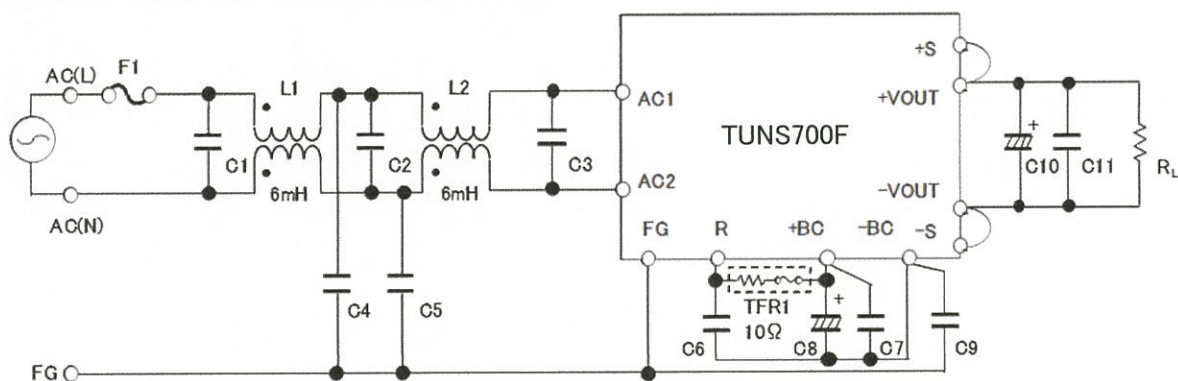 +S
AC(L)
F1
L1
L2
AC1
+VOUT
TUNS700F
C1
C2
C3
C10
C11
RL
6mH
6mH
AC2
-VOUT
AC(N)
FG
R
+BC
-BC
-S
C4
C5
TFR1
10Ω
C6
C8
C7
C9
FG